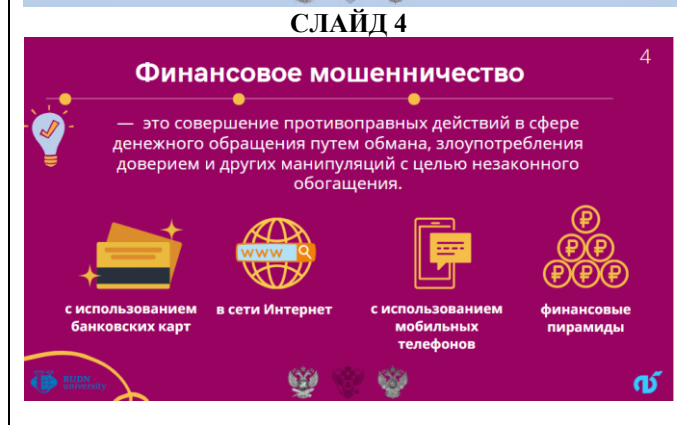 СЛАЙД 4
4
Финансовое мошенничество
— это совершение противоправных действий в сфере
денежного обращения путем обмана, злоупотребления
доверием и других манипуляций с целью незаконного
обогащения.
www
с использованием
банковских карт
в сети Интернет
с использованием
мобильных
телефонов
финансовые
пирамиды
RUDN
university